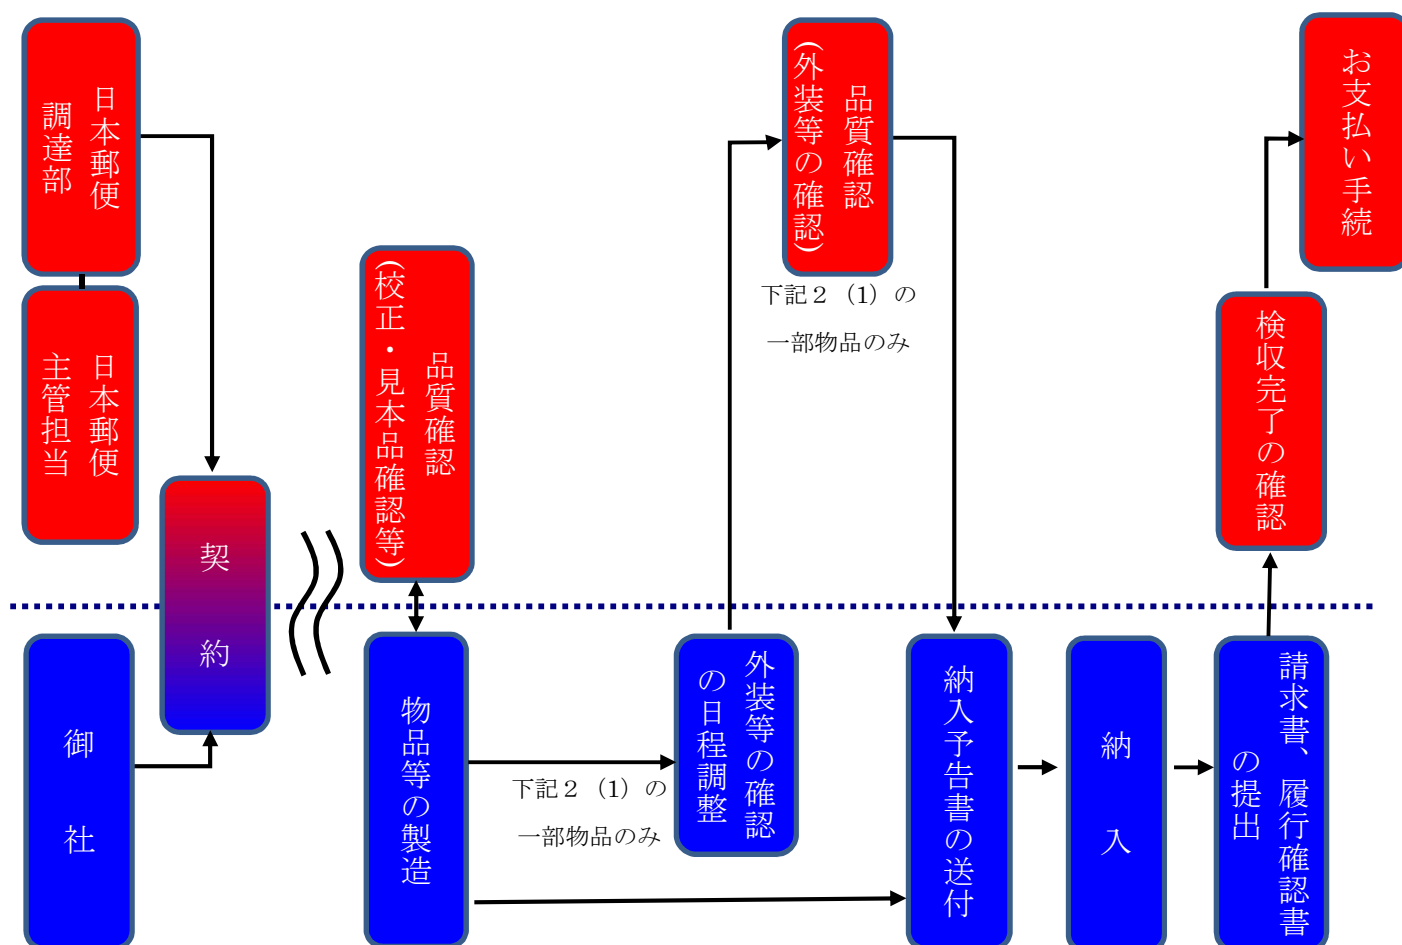 日本郵便
調達部
日本郵便
主管担当
契約
御社
品質確認
(校正・見本品確認等)
物品等の製造
下記２（1）の
一部物品のみ
外装等の確認
の日程調整
品質確認
(外装等の確認)
下記２（1）の
一部物品のみ
納入予告書の送付
納入
請求書、履行確認書
の提出
検収完了の確認
お支払い手続